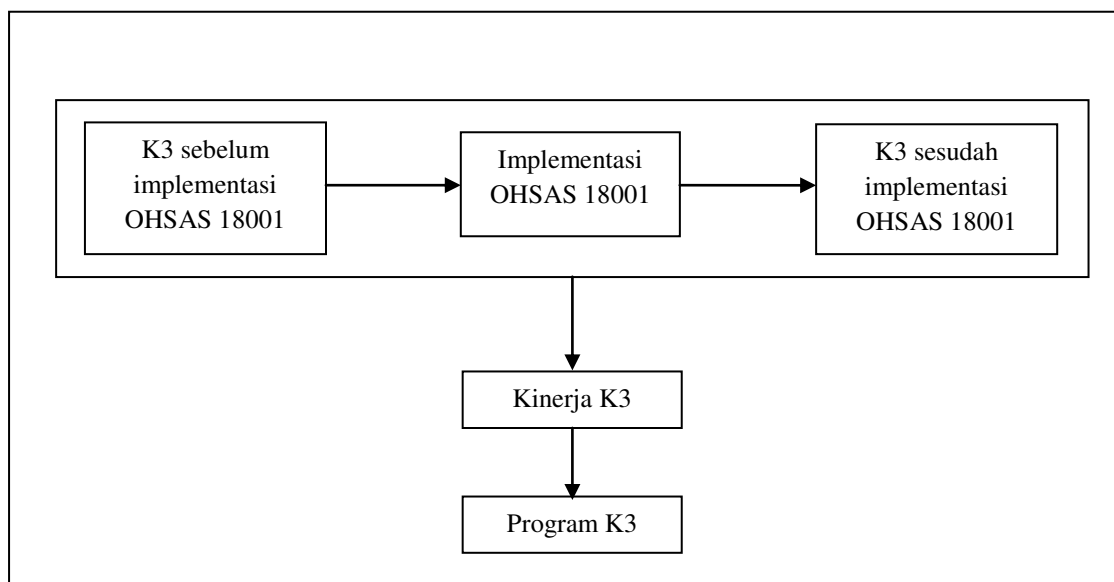 K3 sebelum
implementasi
OHSAS 18001
Implementasi
OHSAS 18001
K3 sesudah
implementasi
OHSAS 18001
Kinerja K3
Program K3